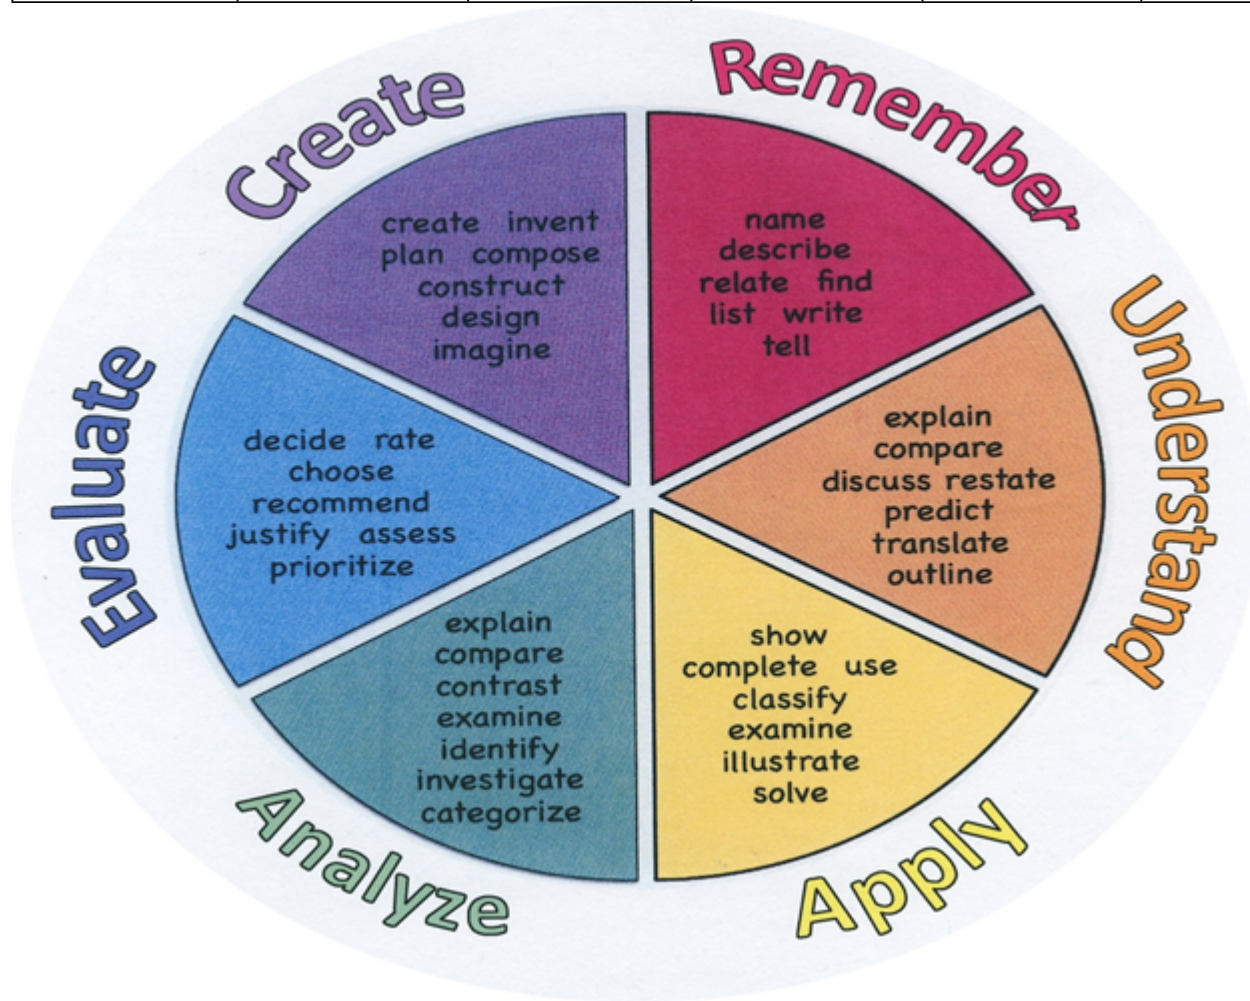 Remember
name
describe
relate find
list write
tell
Understand
explain
compare
discuss restate
predict
translate
outline
Apply
show
complete use
classify
examine
illustrate
solve
Analyze
explain
compare
contrast
examine
identify
investigate
categorize
Evaluate
decide rate
choose
recommend
justify assess
prioritize
Create
create invent
plan compose
construct
design
imagine